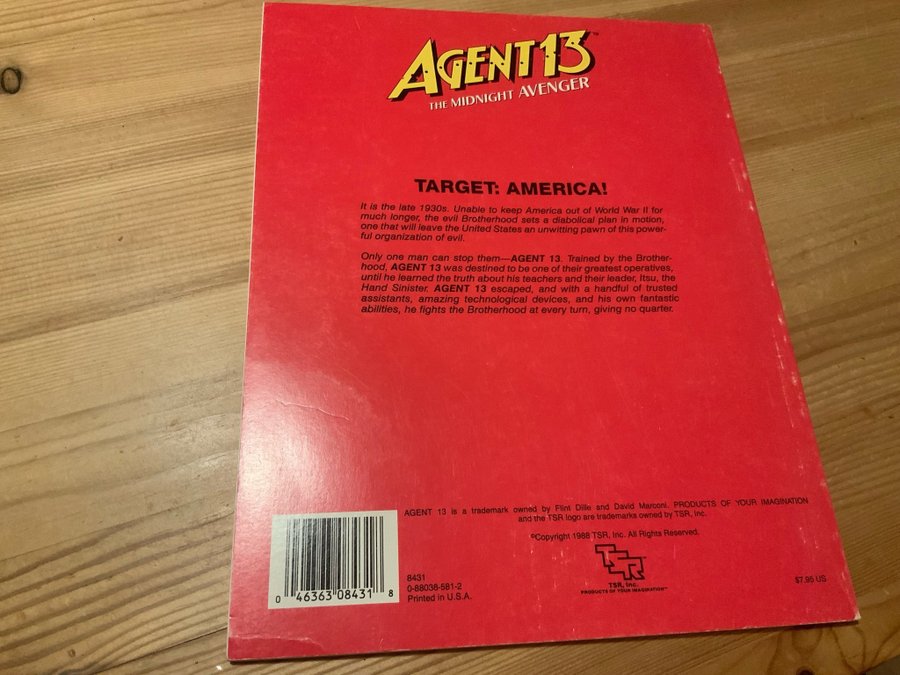 AGENT 13™
THE MIDNIGHT AVENGER
TARGET: AMERICA!
It is the late 1930s. Unable to keep America out of World War II for
much longer, the evil Brotherhood sets a diabolical plan in motion,
one that will leave the United States an unwitting pawn of this power-
ful organization of evil.
Only one man can stop them—AGENT 13. Trained by the Brother-
hood, AGENT 13 was destined to be one of their greatest operatives,
until he learned the truth about his teachers and their leader, Itsu, the
Hand Sinister. AGENT 13 escaped, and with a handful of trusted
assistants, amazing technological devices, and his own fantastic
abilities, he fights the Brotherhood at every turn, giving no quarter.
AGENT 13 is a trademark owned by Flint Dille and David Marconi. PRODUCTS OF YOUR IMAGINATION
and the TSR logo are trademarks owned by TSR, Inc.
©Copyright 1988 TSR, Inc. All Rights Reserved.
TSR™
TSR, Inc.
PRODUCTS OF YOUR IMAGINATION™
0 46363 08431 8
8431
0-88038-581-2
Printed in U.S.A.
$7.95 US